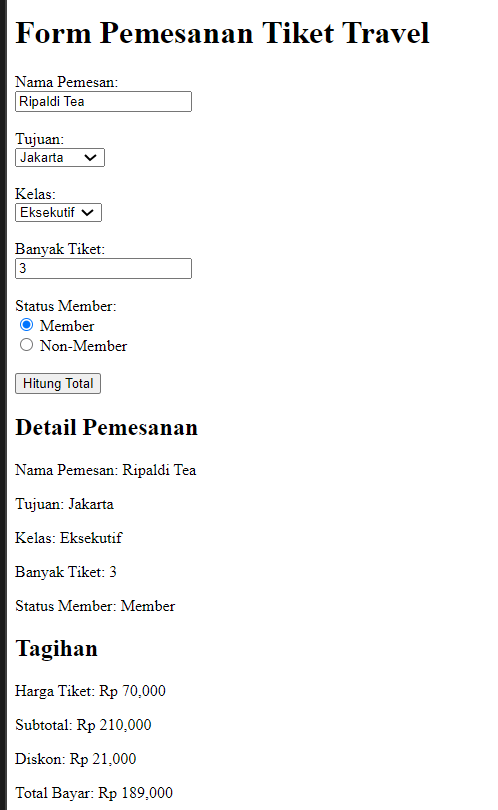 Form Pemesanan Tiket Travel
Nama Pemesan:
Ripaldi Tea
Tujuan:
Jakarta
Kelas:
Eksekutif
Banyak Tiket:
3
Status Member:
Member
Non-Member
Hitung Total
Detail Pemesanan
Nama Pemesan: Ripaldi Tea
Tujuan: Jakarta
Kelas: Eksekutif
Banyak Tiket: 3
Status Member: Member
Tagihan
Harga Tiket: Rp 70,000
Subtotal: Rp 210,000
Diskon: Rp 21,000
Total Bayar: Rp 189,000